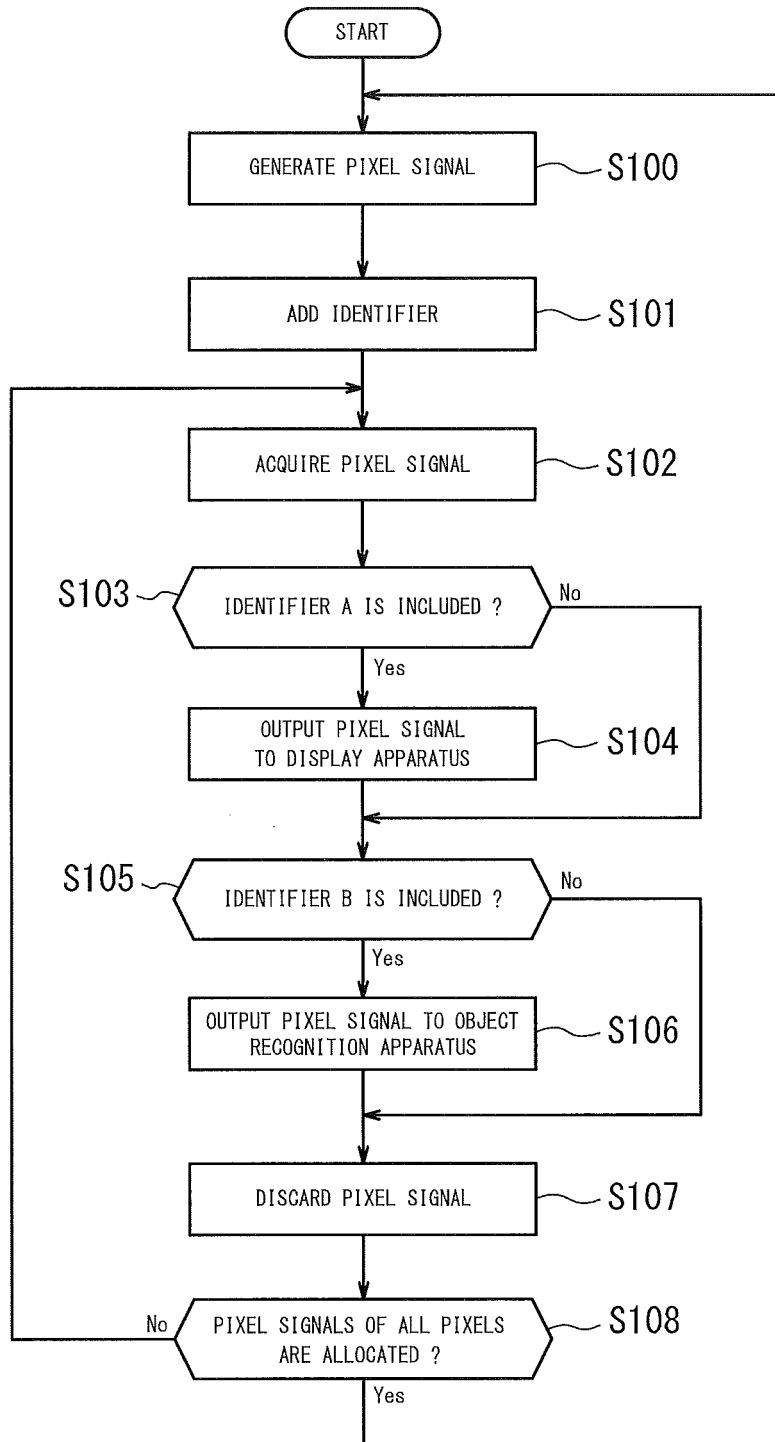 START
GENERATE PIXEL SIGNAL
S100
ADD IDENTIFIER
S101
ACQUIRE PIXEL SIGNAL
S102
S103
IDENTIFIER A IS INCLUDED ?
No
Yes
OUTPUT PIXEL SIGNAL
TO DISPLAY APPARATUS
S104
S105
IDENTIFIER B IS INCLUDED ?
No
Yes
OUTPUT PIXEL SIGNAL TO OBJECT
RECOGNITION APPARATUS
S106
DISCARD PIXEL SIGNAL
S107
No
PIXEL SIGNALS OF ALL PIXELS
ARE ALLOCATED ?
S108
Yes